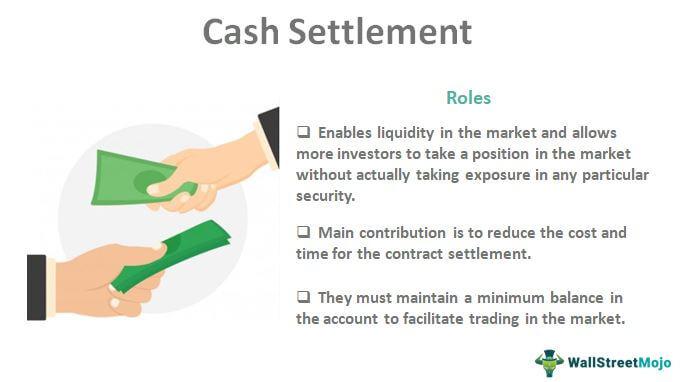 Cash Settlement
Roles
❑ Enables liquidity in the market and allows
more investors to take a position in the market
without actually taking exposure in any particular
security.
❑ Main contribution is to reduce the cost and
time for the contract settlement.
❑ They must maintain a minimum balance in
the account to facilitate trading in the market.
WallStreetMojo